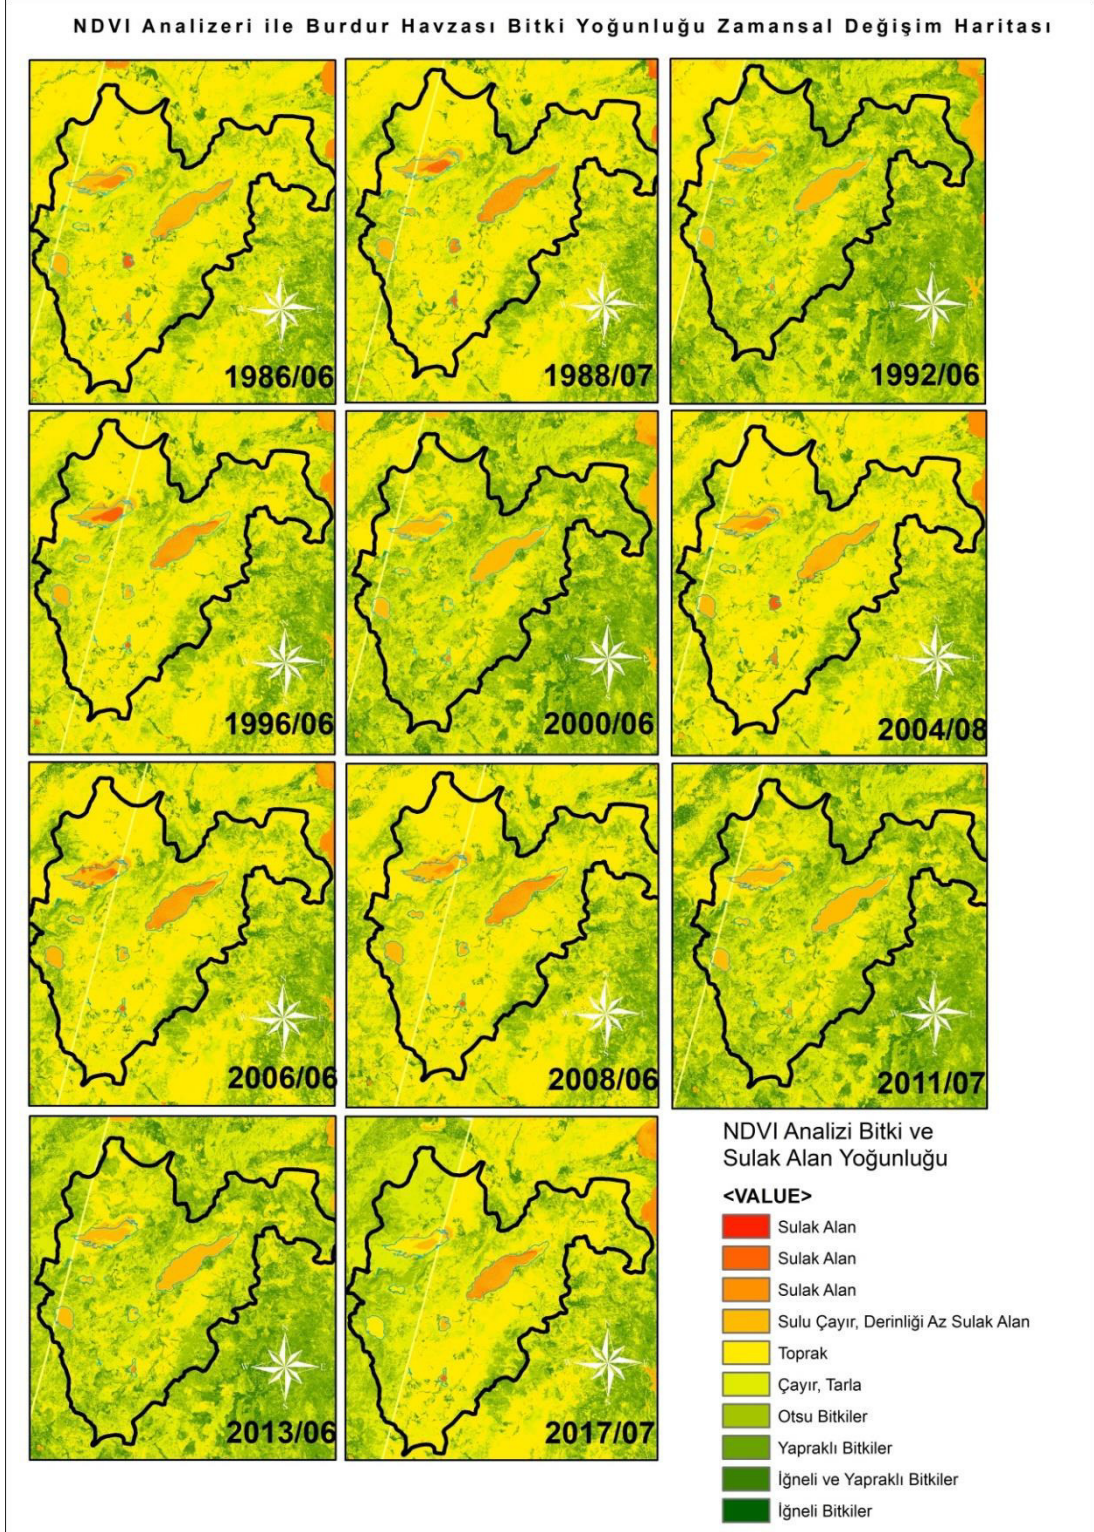 NDVI Analizeri ile Burdur Havzası Bitki Yoğunluğu Zamansal Değişim Haritası
1986/06
1988/07
1992/06
1996/06
2000/06
2004/08
2006/06
2008/06
2011/07
2013/06
2017/07
NDVI Analizi Bitki ve
Sulak Alan Yoğunluğu
<VALUE>
Sulak Alan
Sulak Alan
Sulak Alan
Sulu Çayır, Derinliği Az Sulak Alan
Toprak
Çayır, Tarla
Otsu Bitkiler
Yapraklı Bitkiler
İğneli ve Yapraklı Bitkiler
İğneli Bitkiler